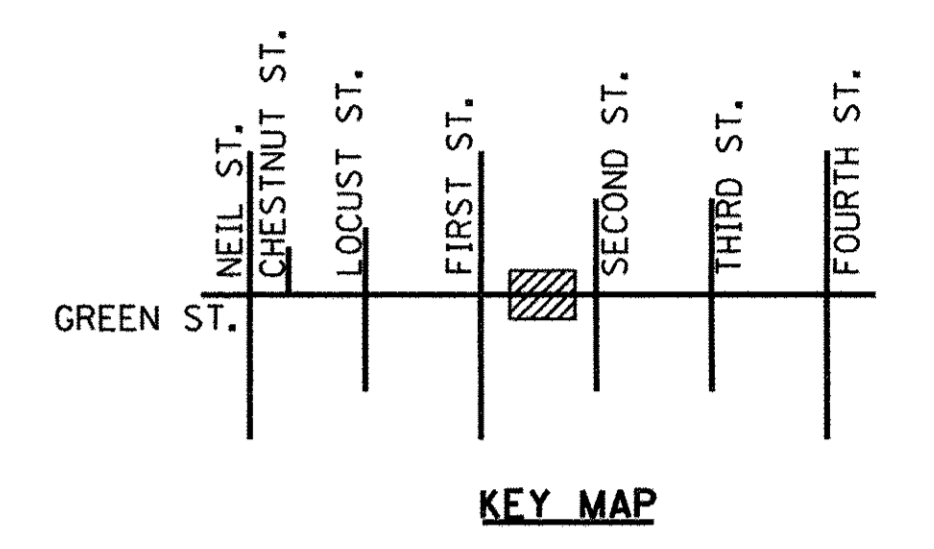 NEIL ST.
CHESTNUT ST.
LOCUST ST.
FIRST ST.
SECOND ST.
THIRD ST.
FOURTH ST.
GREEN ST.
KEY MAP